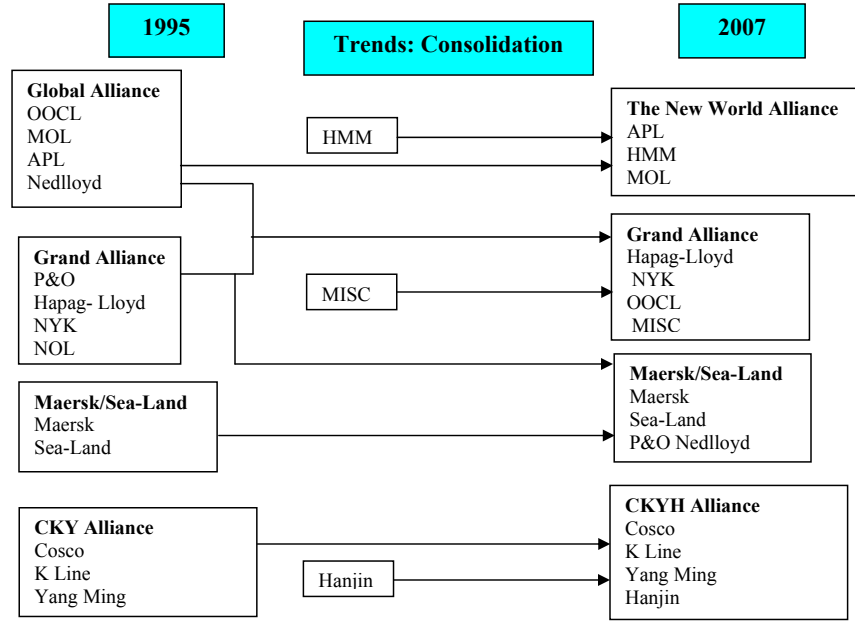 1995
Trends: Consolidation
2007
Global Alliance
OOCL
MOL
APL
Nedlloyd
HMM
The New World Alliance
APL
HMM
MOL
Grand Alliance
P&O
Hapag- Lloyd
NYK
NOL
MISC
Grand Alliance
Hapag-Lloyd
NYK
OOCL
MISC
Maersk/Sea-Land
Maersk
Sea-Land
Maersk/Sea-Land
Maersk
Sea-Land
P&O Nedlloyd
CKY Alliance
Cosco
K Line
Yang Ming
Hanjin
CKYH Alliance
Cosco
K Line
Yang Ming
Hanjin